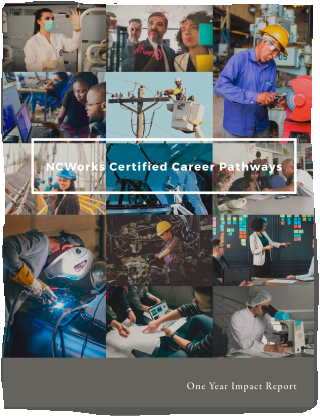 NCWorks Certified Career Pathways
One Year Impact Report